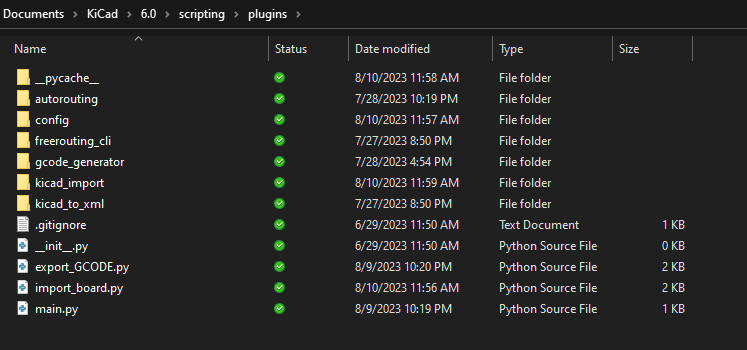 Documents > KiCad > 6.0 > scripting > plugins >
Name Status Date modified Type Size
__pycache__ 8/10/2023 11:58 AM File folder
autorouting 7/28/2023 10:19 PM File folder
config 8/10/2023 11:57 AM File folder
freerouting_cli 7/27/2023 8:50 PM File folder
gcode_generator 7/28/2023 4:54 PM File folder
kicad_import 8/10/2023 11:59 AM File folder
kicad_to_xml 7/27/2023 8:50 PM File folder
.gitignore 6/29/2023 11:50 AM Text Document 1 KB
__init__.py 6/29/2023 11:50 AM Python Source File 0 KB
export_GCODE.py 8/9/2023 10:20 PM Python Source File 2 KB
import_board.py 8/10/2023 11:56 AM Python Source File 2 KB
main.py 8/9/2023 10:19 PM Python Source File 1 KB